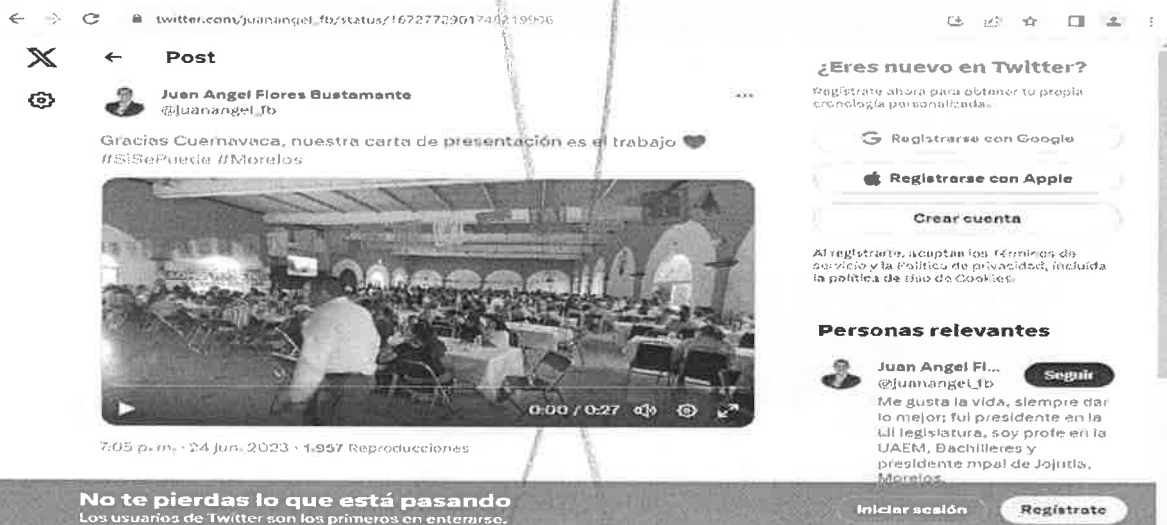 twitter.com/juanangel_fb/status/1672772901748219906
Post
Juan Angel Flores Bustamante
@juanangel_fb
Gracias Cuernavaca, nuestra carta de presentación es el trabajo
#SiSePuede #Morelos
0:00 / 0:27
7:05 p. m. · 24 jun. 2023 · 1.957 Reproducciones
¿Eres nuevo en Twitter?
Regístrate ahora para obtener tu propia
cronología personalizada.
Registrarse con Google
Registrarse con Apple
Crear cuenta
Al registrarte, aceptas los Términos de
servicio y la Política de privacidad, incluida
la política de Uso de Cookies.
Personas relevantes
Juan Angel Fl...
@juanangel_fb
Seguir
Me gusta la vida, siempre dar
lo mejor; fui presidente en la
LII legislatura, soy profe en la
UAEM, Bachilleres y
presidente mpal de Jojutla,
Morelos.
No te pierdas lo que está pasando
Los usuarios de Twitter son los primeros en enterarse.
Iniciar sesión
Regístrate